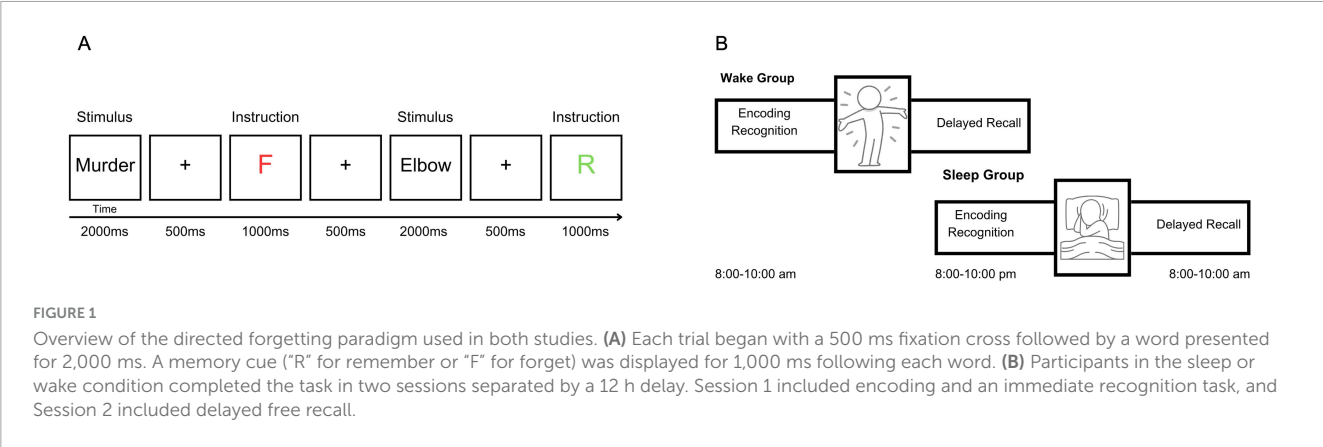 A
Stimulus Instruction Stimulus Instruction
Murder + F + Elbow + R
Time
2000ms 500ms 1000ms 500ms 2000ms 500ms 1000ms
B
Wake Group
Encoding
Recognition
Delayed Recall
Sleep Group
Encoding
Recognition
Delayed Recall
8:00-10:00 am 8:00-10:00 pm 8:00-10:00 am
FIGURE 1
Overview of the directed forgetting paradigm used in both studies. (A) Each trial began with a 500 ms fixation cross followed by a word presented
for 2,000 ms. A memory cue (“R” for remember or “F” for forget) was displayed for 1,000 ms following each word. (B) Participants in the sleep or
wake condition completed the task in two sessions separated by a 12 h delay. Session 1 included encoding and an immediate recognition task, and
Session 2 included delayed free recall.